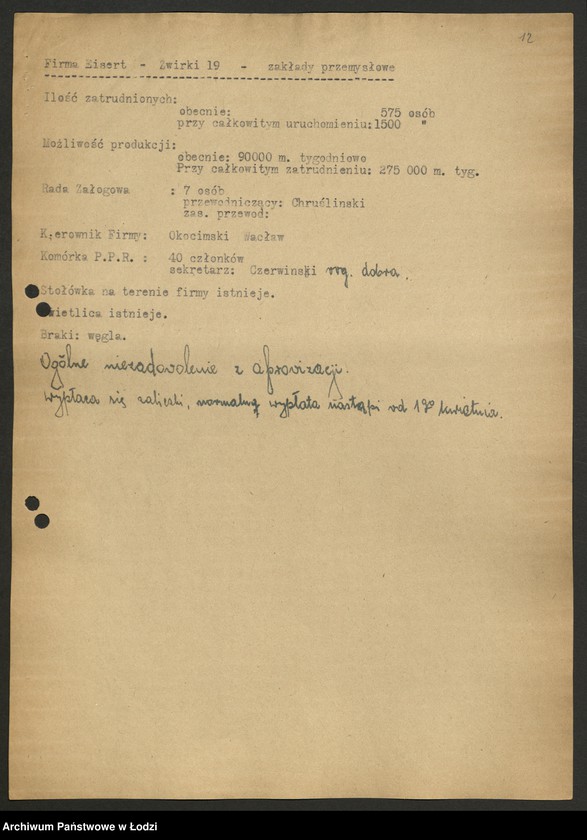 12
Firma Eisert - Zwirki 19 - zakłady przemysłowe
Ilość zatrudnionych:
obecnie: 575 osób
przy całkowitym uruchomieniu:1500 "
Możliwość produkcji:
obecnie: 90000 m. tygodniowo
Przy całkowitym zatrudnieniu: 275 000 m. tyg.
Rada Załogowa : 7 osób
przewodniczący: Chruślinski
zas. przewod:
Kierownik Firmy: Okocimski Wacław
Komórka P.P.R. : 40 członków
sekretarz: Czerwinski org. dobra.
Stołówka na terenie firmy istnieje.
wietlica istnieje.
Braki: węgla.
Ogólne niezadowolenie z aprowizacji.
wypłaca się zaliczki, normalną wypłata nastąpi od 1go kwietnia.
Archiwum Państwowe w Łodzi